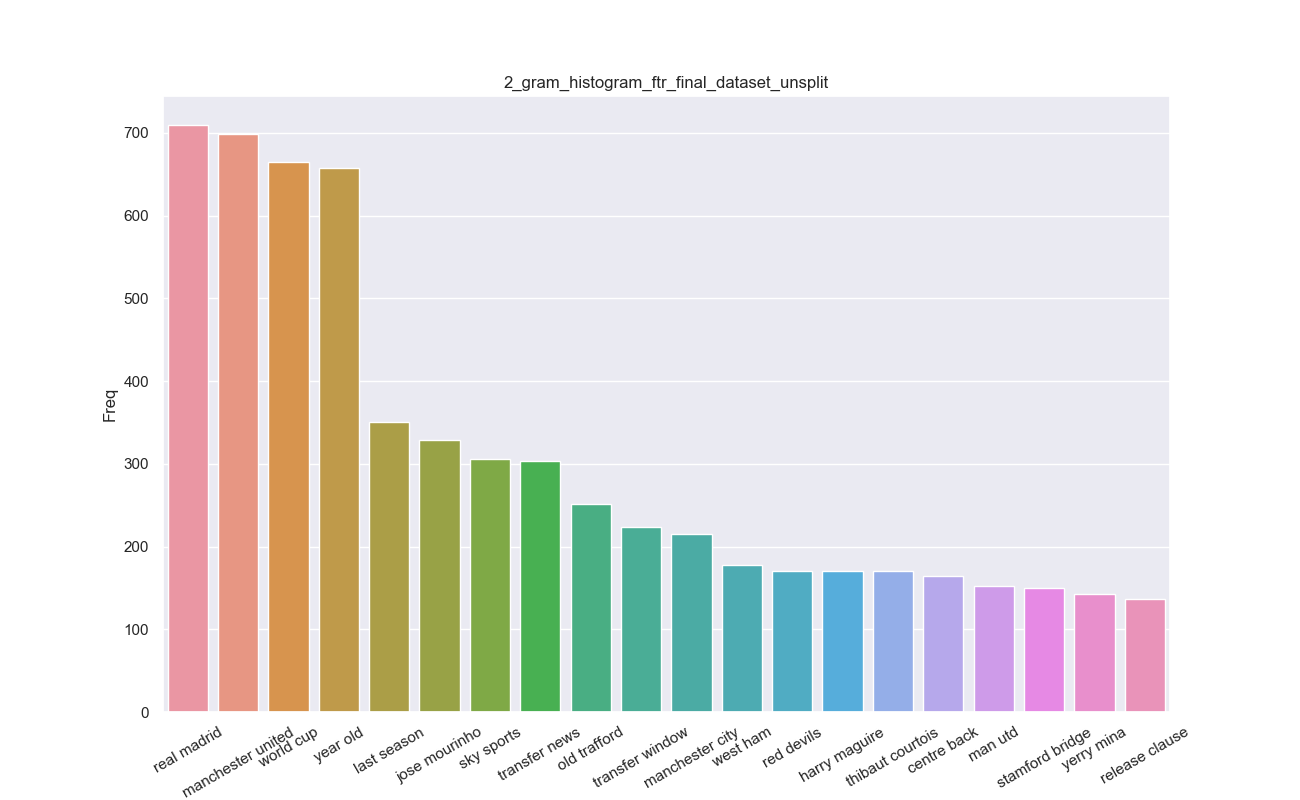 2_gram_histogram_ftr_final_dataset_unsplit
700
600
500
400
300
200
100
0
Freq
real madrid
manchester united
world cup
year old
last season
jose mourinho
sky sports
transfer news
old trafford
transfer window
manchester city
west ham
red devils
harry maguire
thibaut courtois
centre back
man utd
stamford bridge
yerry mina
release clause